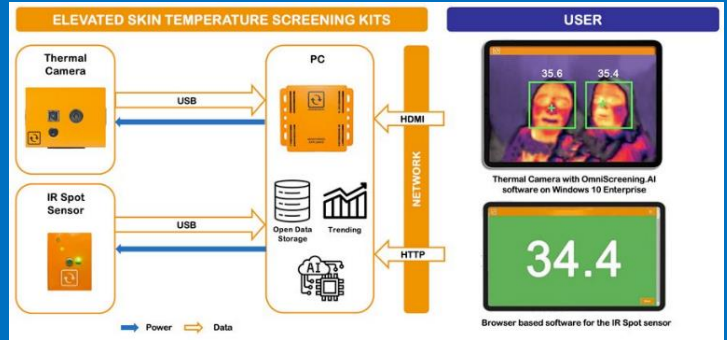 ELEVATED SKIN TEMPERATURE SCREENING KITS
USER
Thermal
Camera
USB
PC
HDMI
35.6 35.4
Thermal Camera with OmniScreening.AI
software on Windows 10 Enterprise
NETWORK
IR Spot
Sensor
USB
Open Data
Storage
Trending
AI
HTTP
34.4
Browser based software for the IR Spot sensor
Power
Data